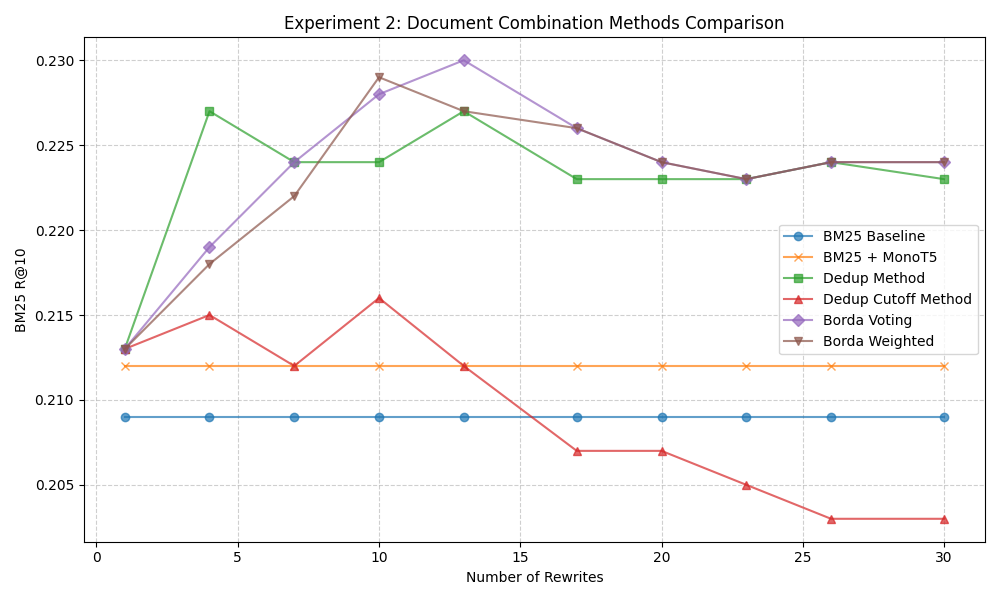 Experiment 2: Document Combination Methods Comparison
BM25 R@10
0.230
0.225
0.220
0.215
0.210
0.205
BM25 Baseline
BM25 + MonoT5
Dedup Method
Dedup Cutoff Method
Borda Voting
Borda Weighted
0 5 10 15 20 25 30
Number of Rewrites